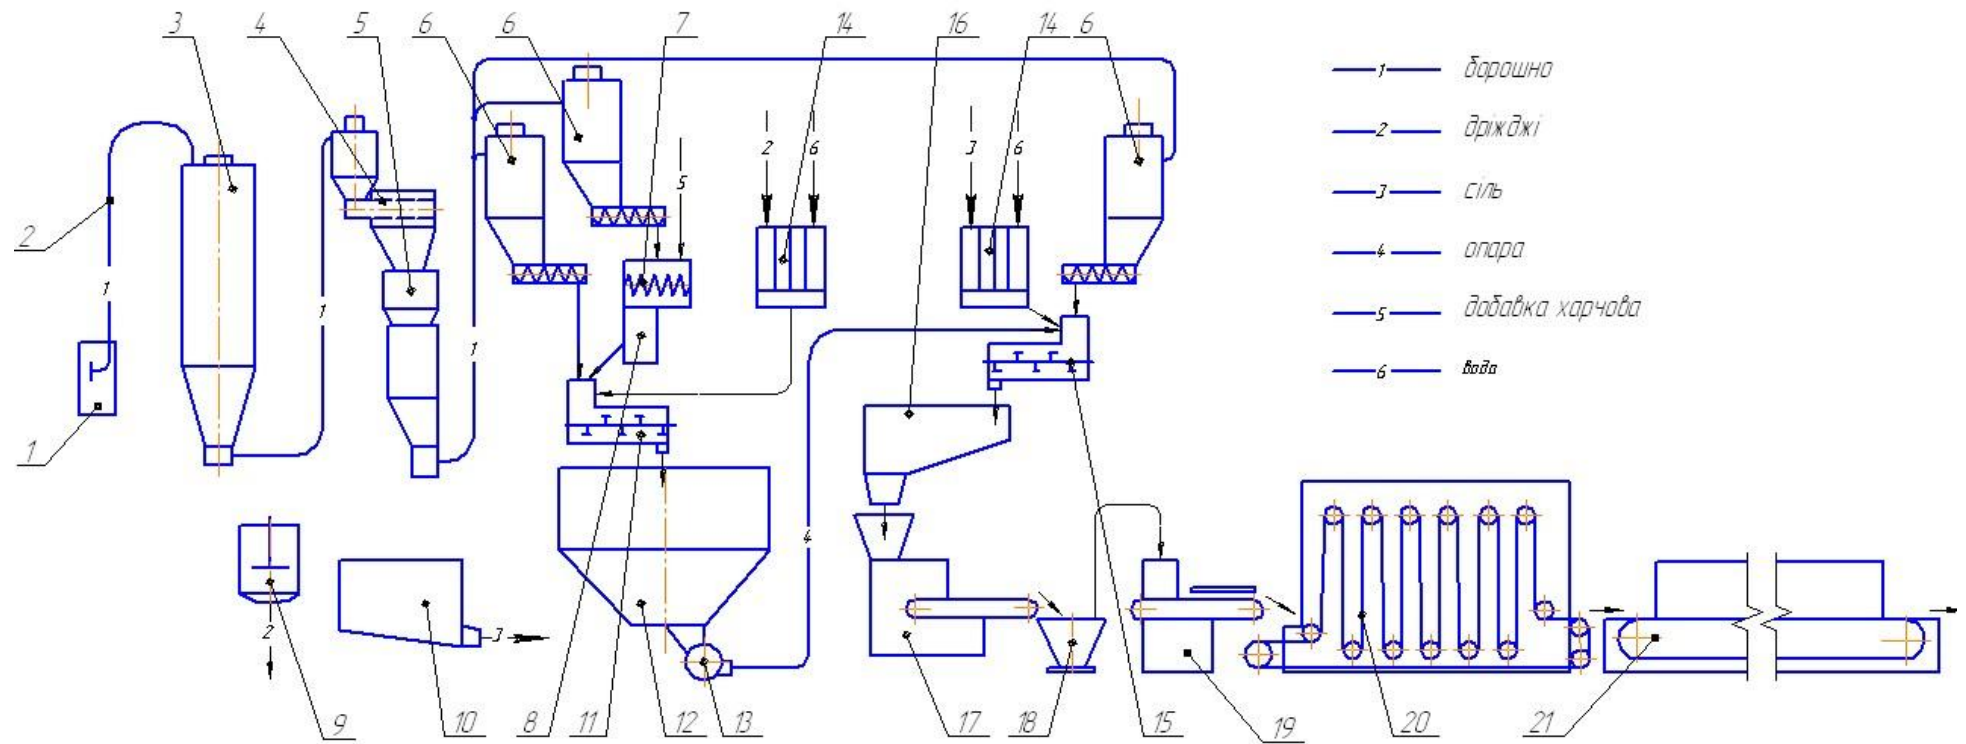 3 4 5 6 6 7 14 16 14 6
1 борошно
2 дріжджі
3 сіль
4 опара
5 добавка харчова
6 вода
2 6 3 6
5
2
1 1 1
1
4
2 3
9 10 8 11 12 13 17 18 15 19 20 21